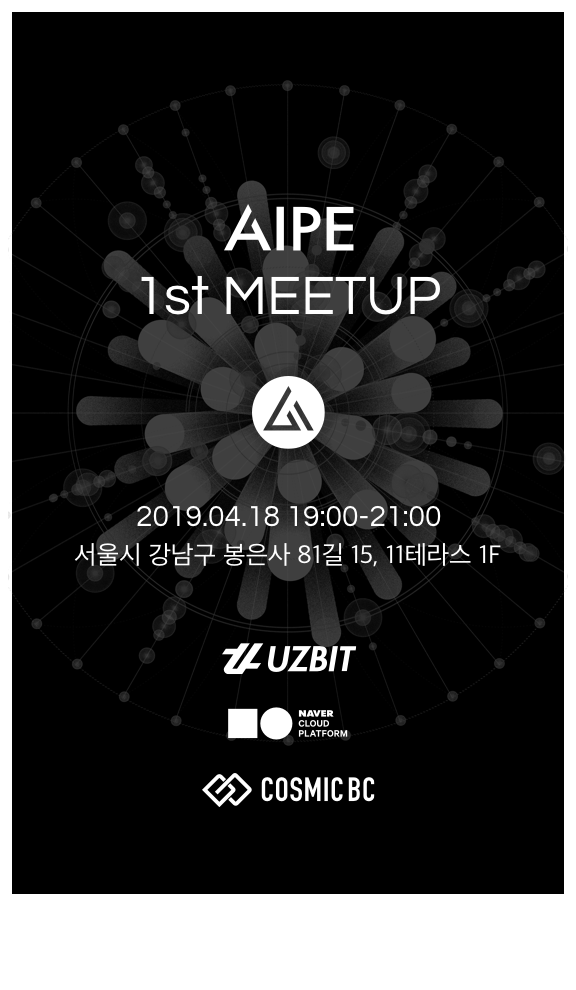 AIPE
1st MEETUP
2019.04.18 19:00-21:00
서울시 강남구 봉은사 81길 15, 11테라스 1F
UZBIT
NAVER
CLOUD
PLATFORM
COSMIC BC